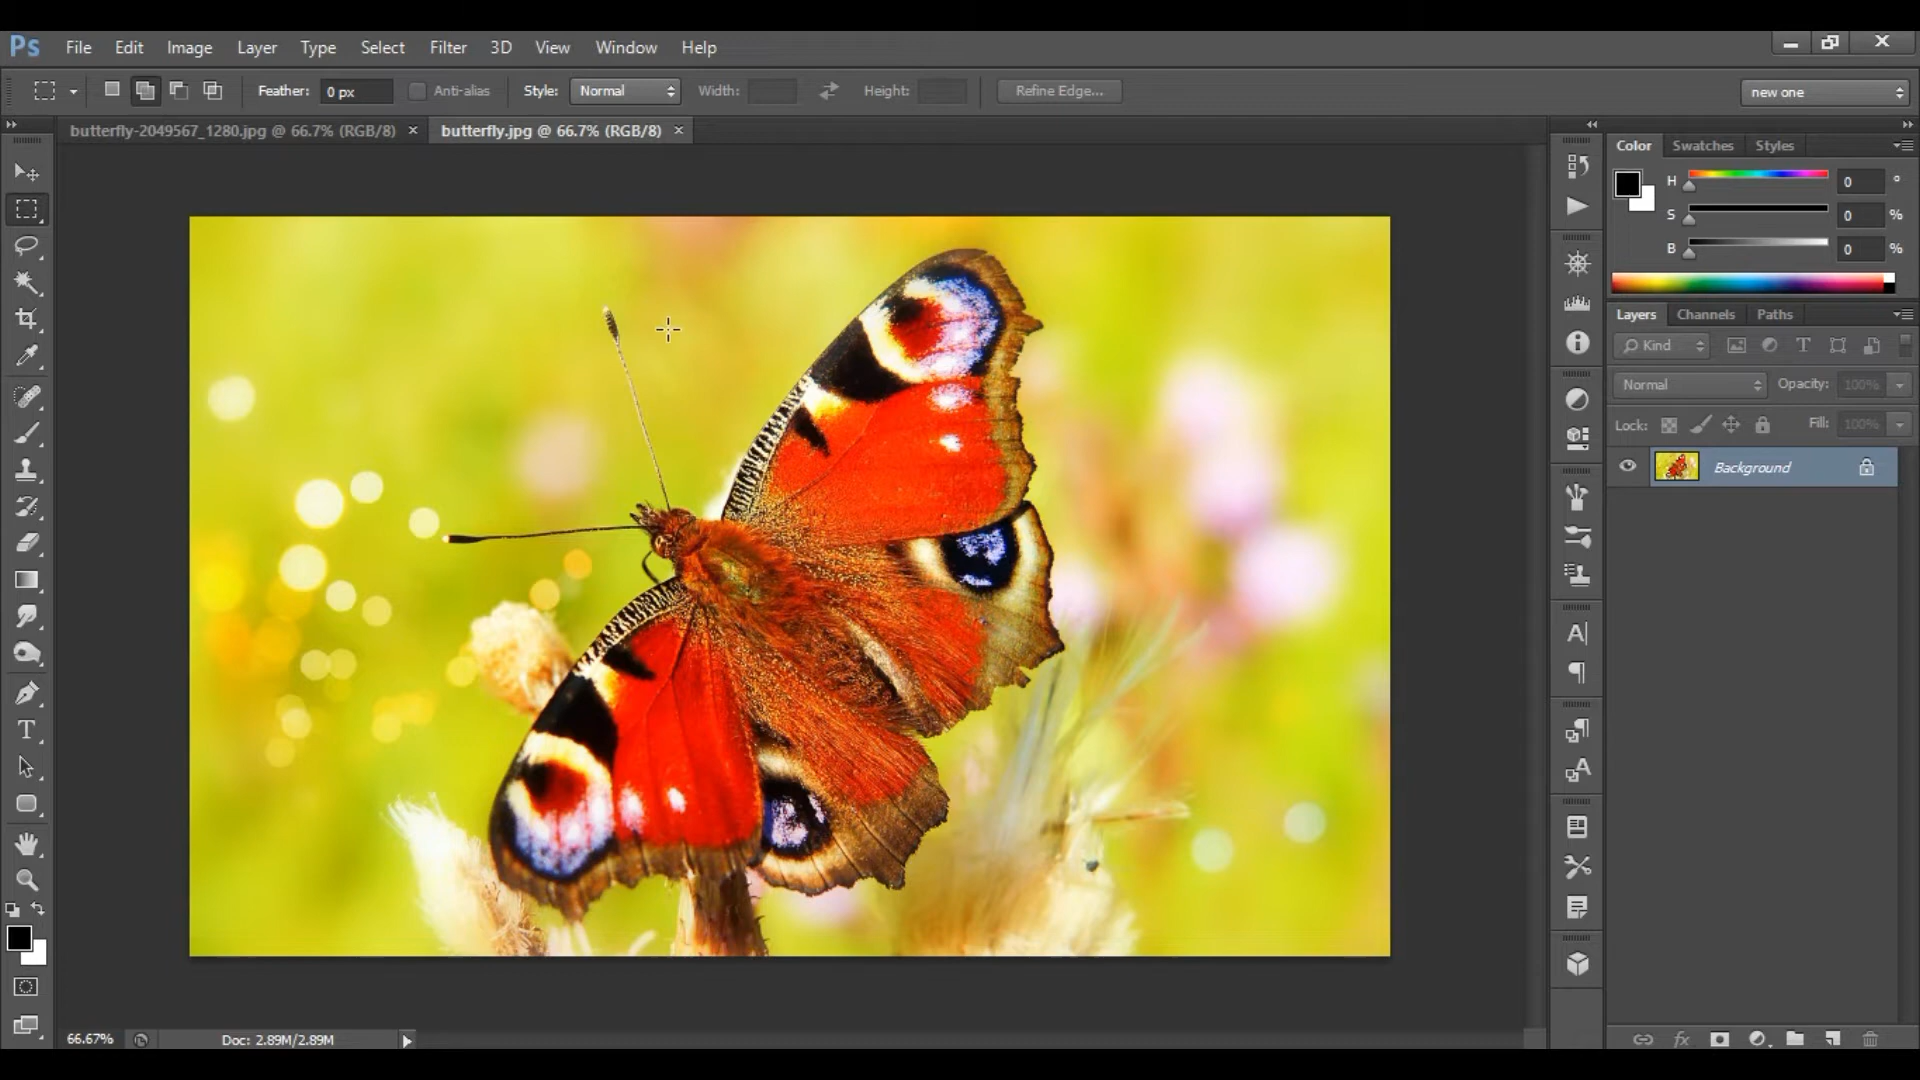 Ps File Edit Image Layer Type Select Filter 3D View Window Help
Feather: 0 px Anti-alias Style: Normal Width: Height: Refine Edge... new one
butterfly-2049567_1280.jpg @ 66.7% (RGB/8) × butterfly.jpg @ 66.7% (RGB/8) ×
Color Swatches Styles
H 0 °
S 0 %
B 0 %
Layers Channels Paths
Kind
Normal Opacity: 100%
Lock: Fill: 100%
Background
66.67% Doc: 2.89M/2.89M